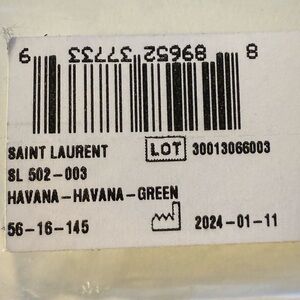 8 89652 37733 9
SAINT LAURENT LOT 30013066003
SL 502-003
HAVANA-HAVANA-GREEN
56-16-145 2024-01-11